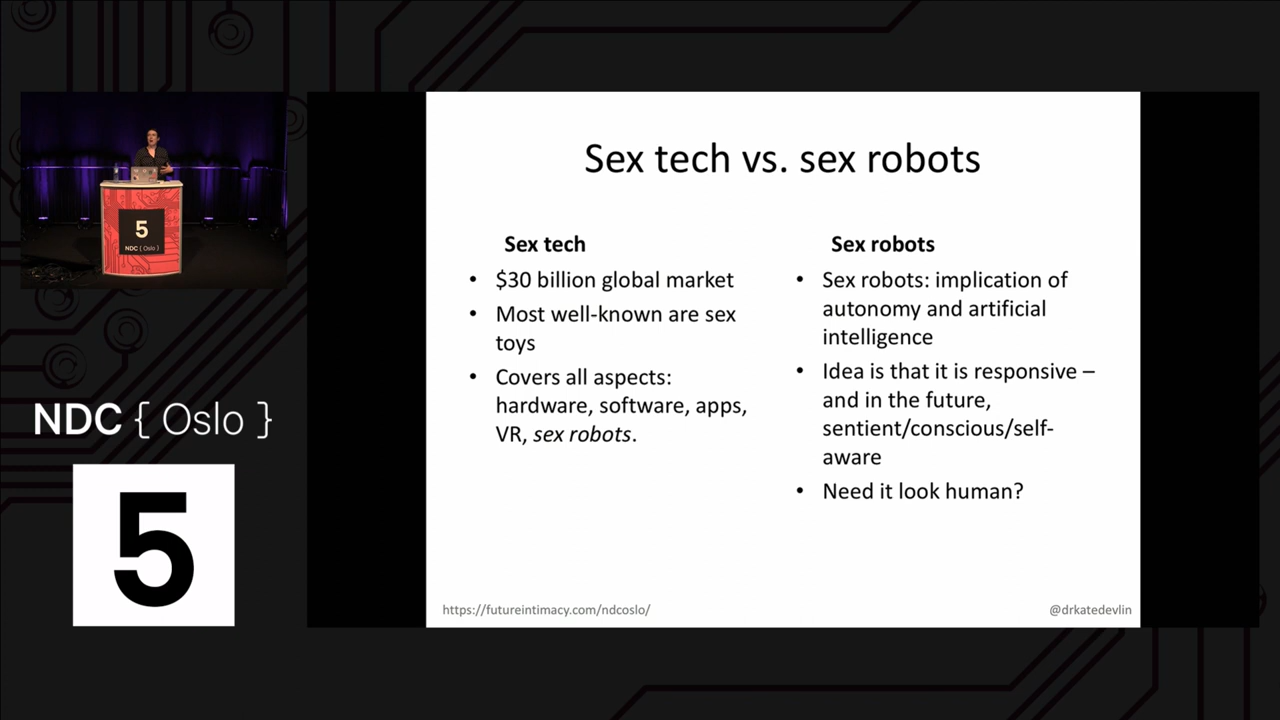 Sex tech vs. sex robots
Sex tech
• $30 billion global market
• Most well-known are sex
toys
• Covers all aspects:
hardware, software, apps,
VR, sex robots.
Sex robots
• Sex robots: implication of
autonomy and artificial
intelligence
• Idea is that it is responsive –
and in the future,
sentient/conscious/self-
aware
• Need it look human?
https://futureintimacy.com/ndcoslo/
@drkatedevlin
5
NDC { Oslo }
NDC { Oslo }
5